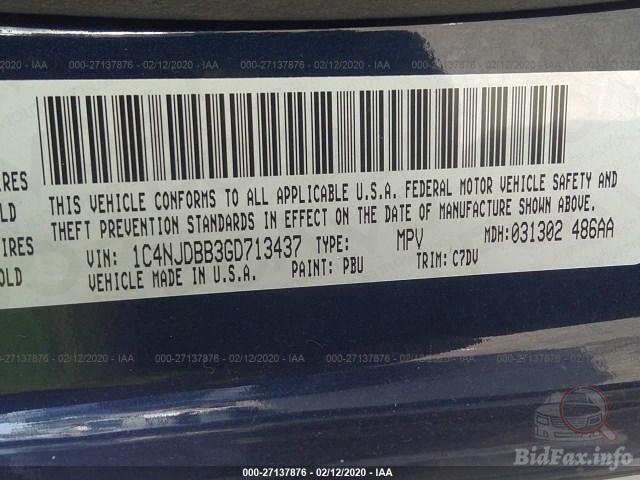 000-27137876 - 02/12/2020 - IAA 000-27137876 - 02/12/2020 - IAA 000-27137876 - 02/12/2020 - IAA
IRES THIS VEHICLE CONFORMS TO ALL APPLICABLE U.S.A. FEDERAL MOTOR VEHICLE SAFETY AND
OLD THEFT PREVENTION STANDARDS IN EFFECT ON THE DATE OF MANUFACTURE SHOWN ABOVE.
IRES VIN: 1C4NJDBB3GD713437 TYPE: MPV MDH:031302 486AA
OLD VEHICLE MADE IN U.S.A. PAINT: PBU TRIM: C7DV
000-27137876 - 02/12/2020 - IAA 000-27137876 - 02/12/2020 - IAA 000-27137876 - 02/12/2020 - IAA
000-27137876 - 02/12/2020 - IAA
BidFax.info